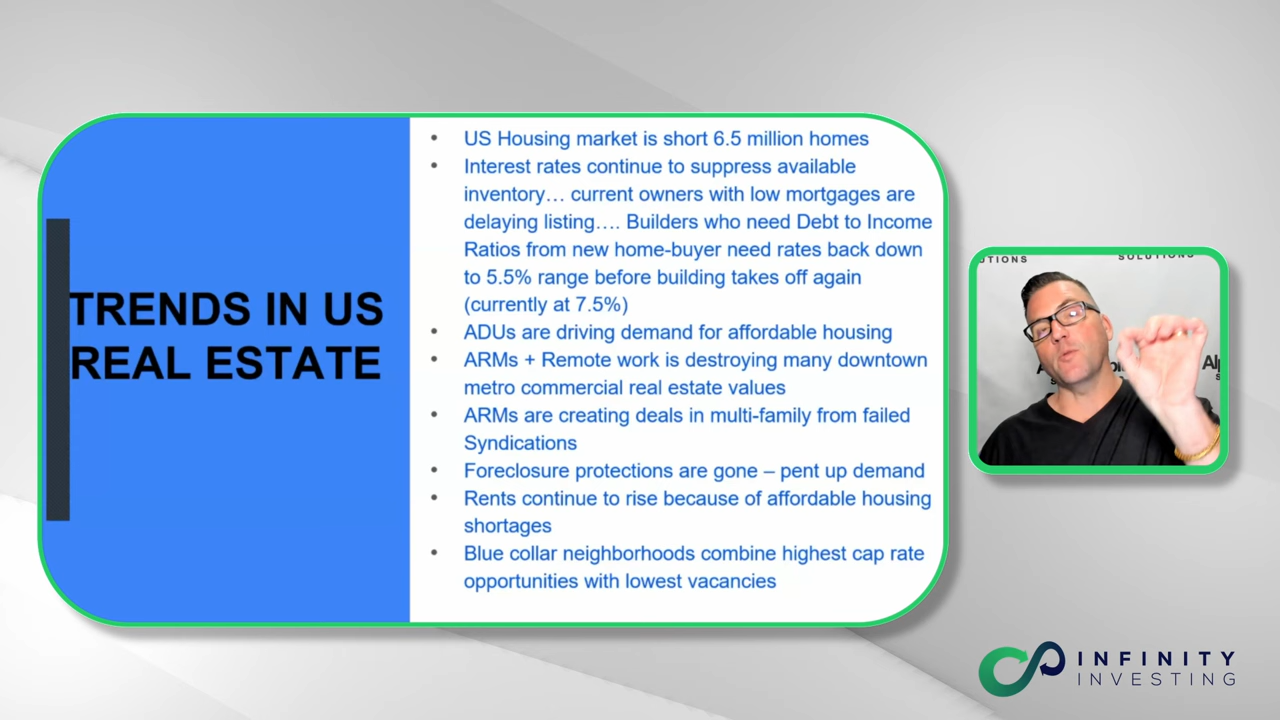 TRENDS IN US
REAL ESTATE
• US Housing market is short 6.5 million homes
• Interest rates continue to suppress available
inventory… current owners with low mortgages are
delaying listing…. Builders who need Debt to Income
Ratios from new home-buyer need rates back down
to 5.5% range before building takes off again
(currently at 7.5%)
• ADUs are driving demand for affordable housing
• ARMs + Remote work is destroying many downtown
metro commercial real estate values
• ARMs are creating deals in multi-family from failed
Syndications
• Foreclosure protections are gone – pent up demand
• Rents continue to rise because of affordable housing
shortages
• Blue collar neighborhoods combine highest cap rate
opportunities with lowest vacancies
SOLUTIONS
INFINITY
INVESTING